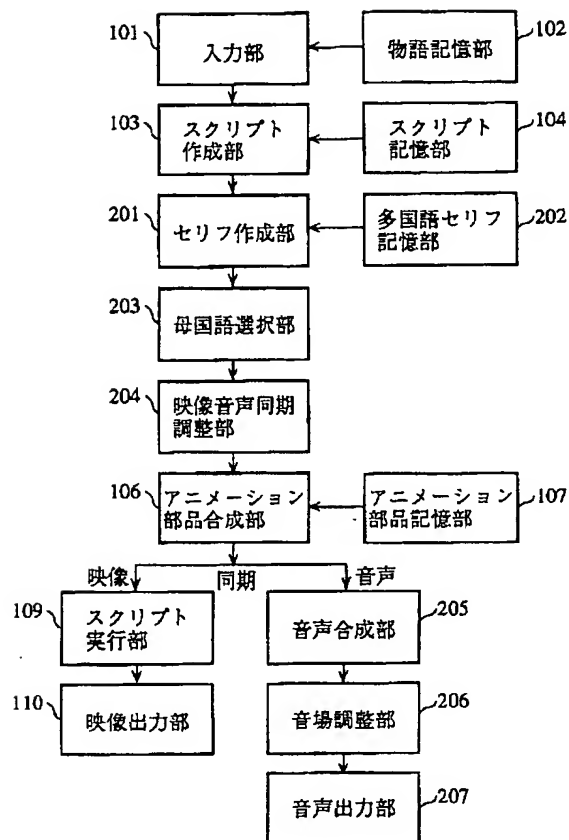 101
入力部
物語記憶部
102
103
スクリプト
作成部
スクリプト
記憶部
104
201
セリフ作成部
多国語セリフ
記憶部
202
203
母国語選択部
204
映像音声同期
調整部
106
アニメーション
部品合成部
アニメーション
部品記憶部
107
映像
同期
音声
109
スクリプト
実行部
音声合成部
205
110
映像出力部
音場調整部
206
音声出力部
207